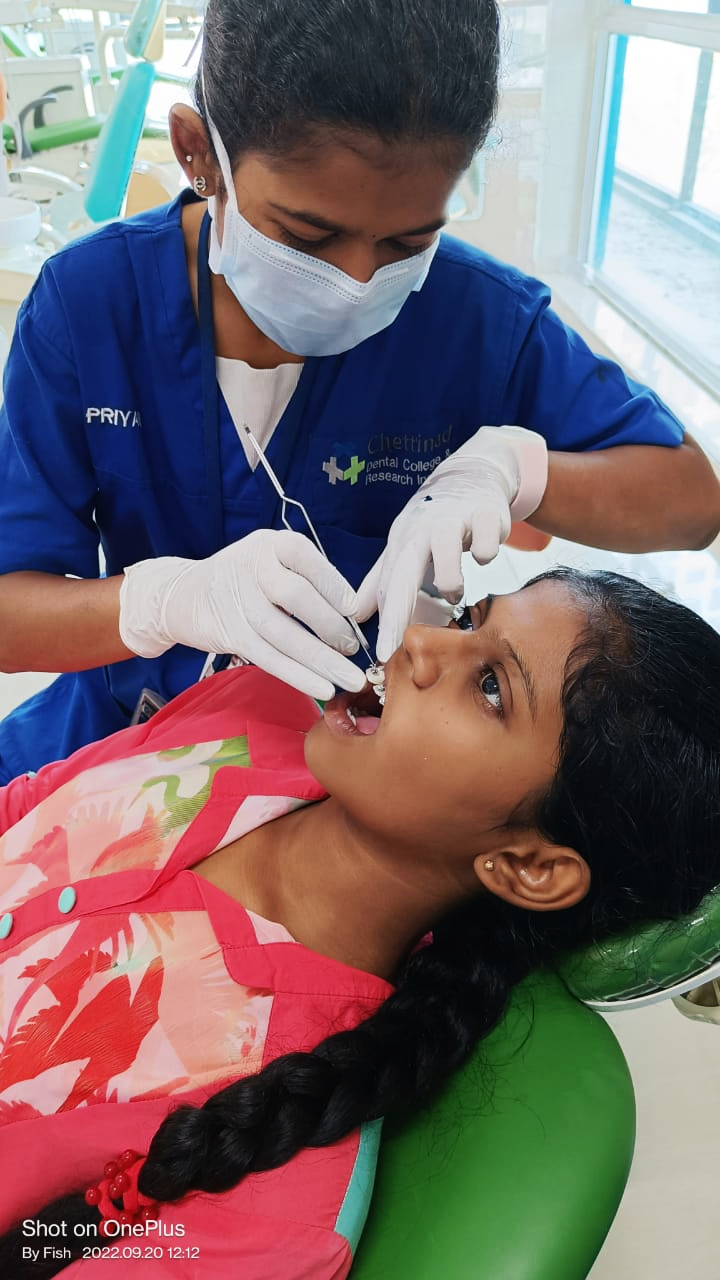 PRIYA
Chettinad
Dental College &
Research In
Shot on OnePlus
By Fish 2022.09.20 12:12